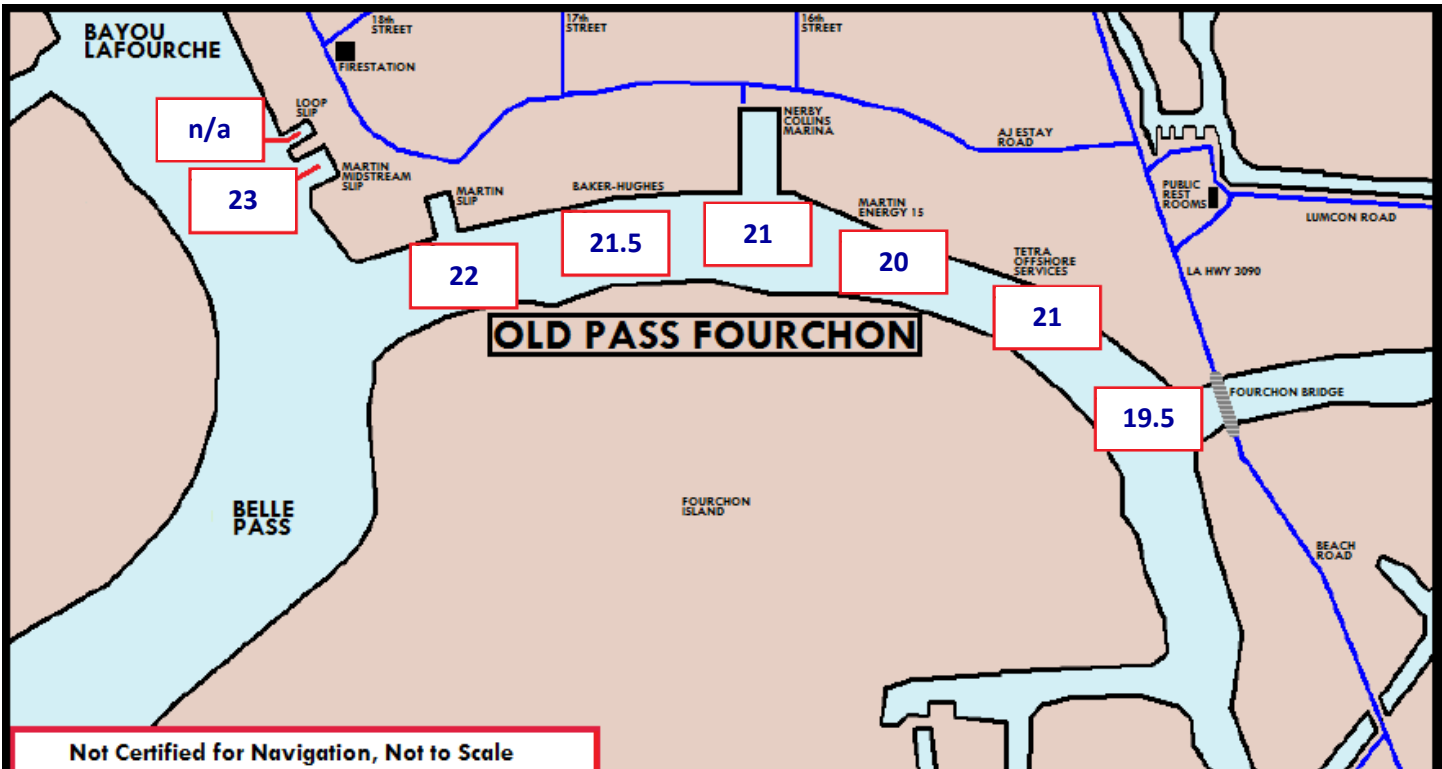 BAYOU
LAFOURCHE
18th
STREET
17th
STREET
16th
STREET
FIRESTATION
LOOP
SLIP
n/a
NERBY
COLLINS
MARINA
AJ ESTAY
ROAD
MARTIN
MIDSTREAM
SLIP
23
MARTIN
SLIP
BAKER-HUGHES
MARTIN
ENERGY 15
PUBLIC
REST
ROOMS
LUMCON ROAD
22
21.5
21
20
TETRA
OFFSHORE
SERVICES
LA HWY 3090
21
OLD PASS FOURCHON
FOURCHON BRIDGE
19.5
BELLE
PASS
FOURCHON
ISLAND
BEACH
ROAD
Not Certified for Navigation, Not to Scale